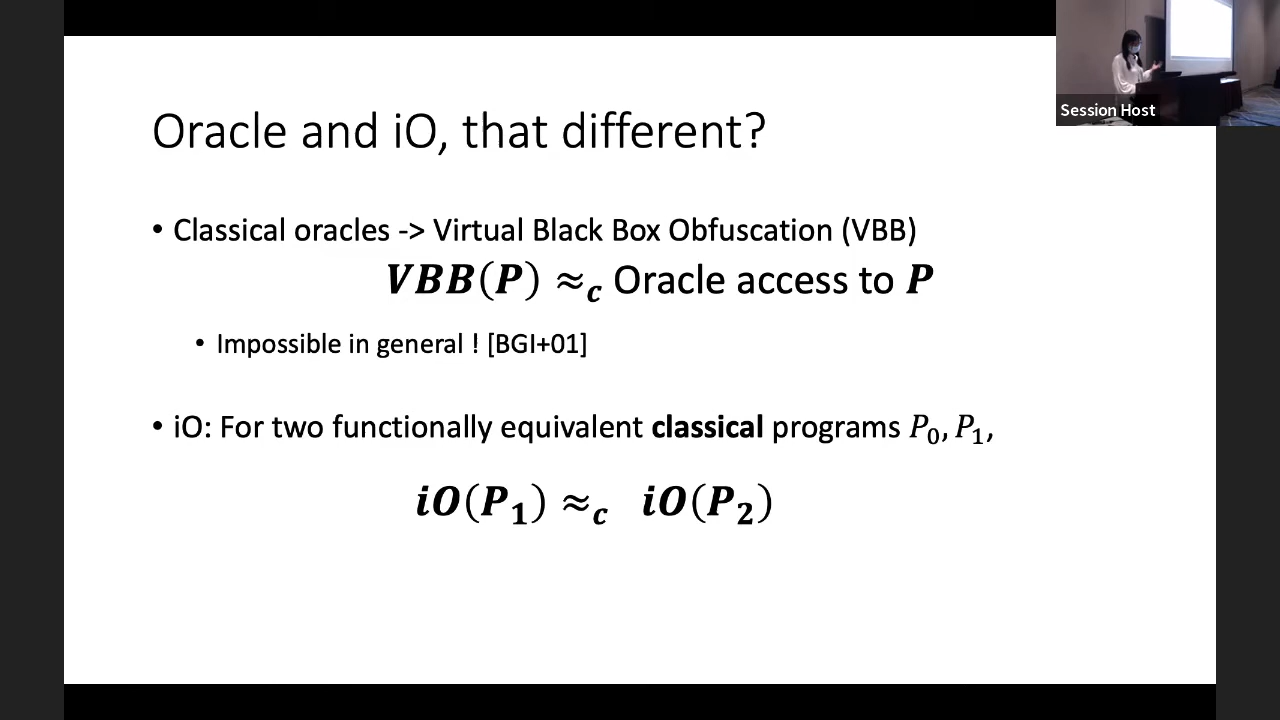 Session Host
Oracle and iO, that different?
• Classical oracles -> Virtual Black Box Obfuscation (VBB)
VBB(P) ≈c Oracle access to P
• Impossible in general ! [BGI+01]
• iO: For two functionally equivalent classical programs P0, P1,
iO(P1) ≈c iO(P2)